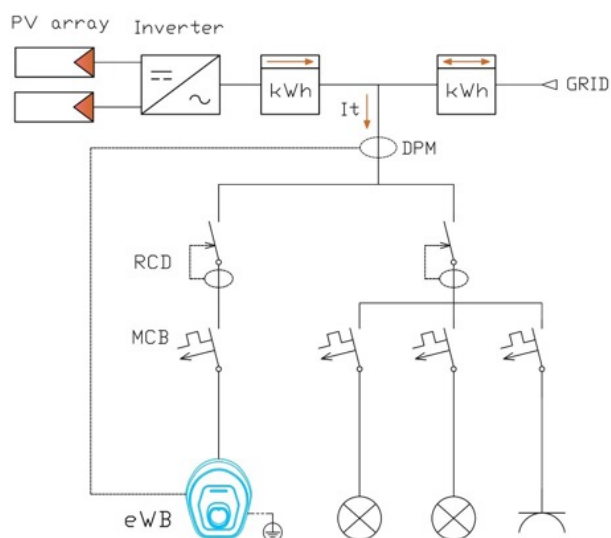 PV array
Inverter
kWh
kWh
GRID
It
DPM
RCD
MCB
eWB